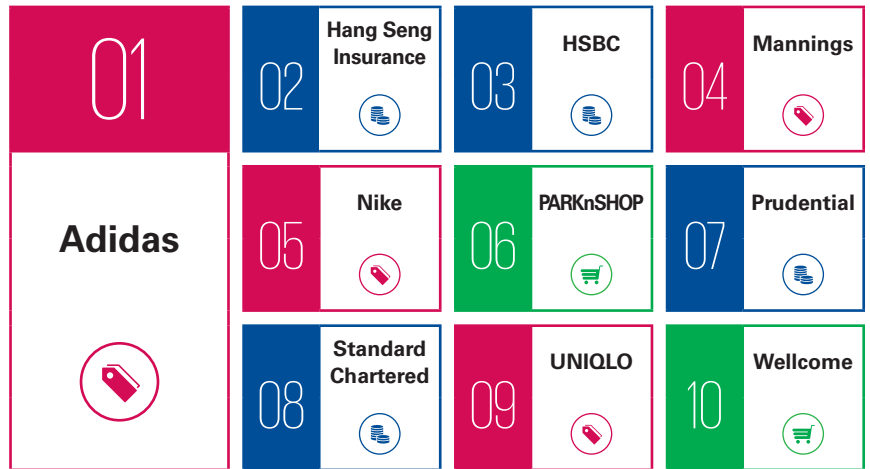 01
Adidas
02
Hang Seng
Insurance
03
HSBC
04
Mannings
05
Nike
06
PARKnSHOP
07
Prudential
08
Standard
Chartered
09
UNIQLO
10
Wellcome